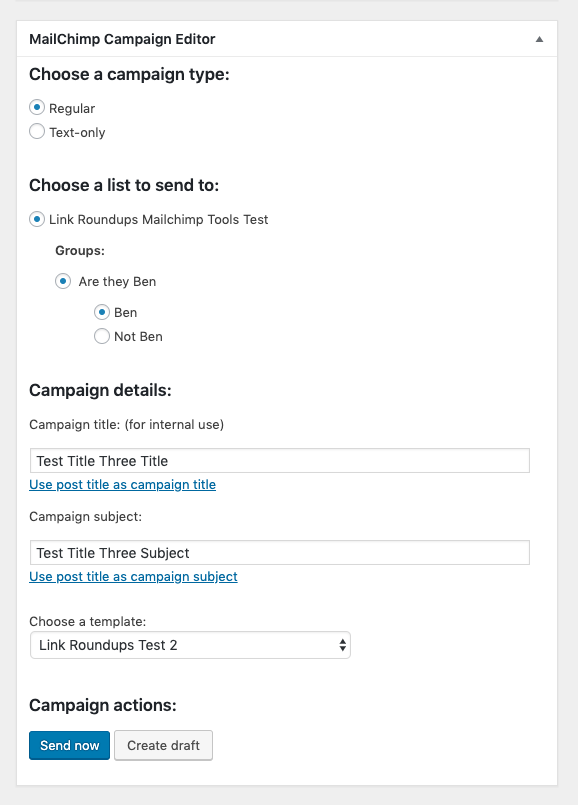 MailChimp Campaign Editor
Choose a campaign type:
Regular
Text-only
Choose a list to send to:
Link Roundups Mailchimp Tools Test
Groups:
Are they Ben
Ben
Not Ben
Campaign details:
Campaign title: (for internal use)
Test Title Three Title
Use post title as campaign title
Campaign subject:
Test Title Three Subject
Use post title as campaign subject
Choose a template:
Link Roundups Test 2
Campaign actions:
Send now Create draft